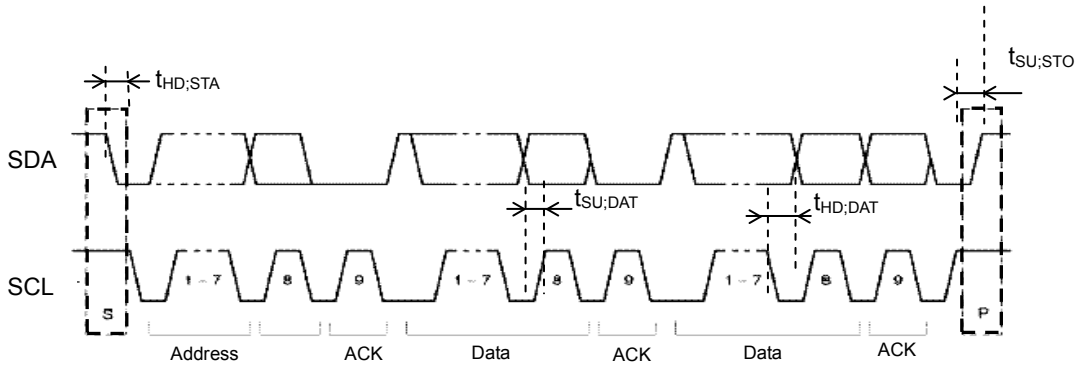 tHD;STA
tSU;STO
SDA
tSU;DAT
tHD;DAT
SCL
1 ~ 7 8 9 1 ~ 7 8 9 1 ~ 7 8 9
S P
Address ACK Data ACK Data ACK